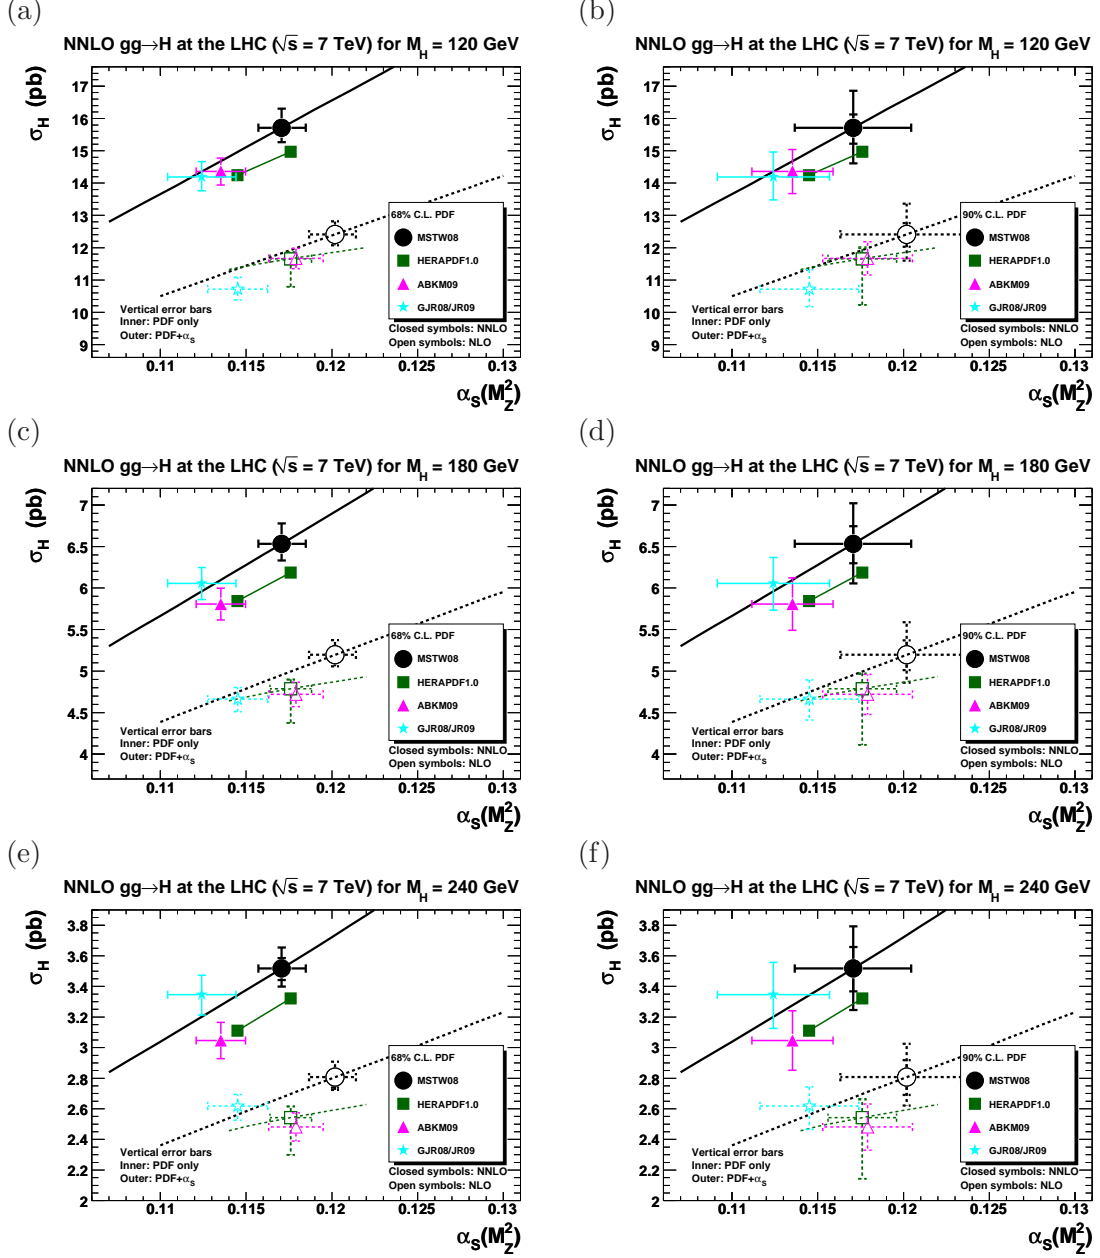 (a)
NNLO gg→H at the LHC (√s = 7 TeV) for M_H = 120 GeV
σ_H (pb)
17
16
15
14
13
12
11
10
9
68% C.L. PDF
MSTW08
HERAPDF1.0
ABKM09
GJR08/JR09
Vertical error bars
Inner: PDF only
Outer: PDF+α_S
Closed symbols: NNLO
Open symbols: NLO
0.11 0.115 0.12 0.125 0.13
α_S(M_Z^2)
(b)
NNLO gg→H at the LHC (√s = 7 TeV) for M_H = 120 GeV
σ_H (pb)
17
16
15
14
13
12
11
10
9
90% C.L. PDF
MSTW08
HERAPDF1.0
ABKM09
GJR08/JR09
Vertical error bars
Inner: PDF only
Outer: PDF+α_S
Closed symbols: NNLO
Open symbols: NLO
0.11 0.115 0.12 0.125 0.13
α_S(M_Z^2)
(c)
NNLO gg→H at the LHC (√s = 7 TeV) for M_H = 180 GeV
σ_H (pb)
7
6.5
6
5.5
5
4.5
4
68% C.L. PDF
MSTW08
HERAPDF1.0
ABKM09
GJR08/JR09
Vertical error bars
Inner: PDF only
Outer: PDF+α_S
Closed symbols: NNLO
Open symbols: NLO
0.11 0.115 0.12 0.125 0.13
α_S(M_Z^2)
(d)
NNLO gg→H at the LHC (√s = 7 TeV) for M_H = 180 GeV
σ_H (pb)
7
6.5
6
5.5
5
4.5
4
90% C.L. PDF
MSTW08
HERAPDF1.0
ABKM09
GJR08/JR09
Vertical error bars
Inner: PDF only
Outer: PDF+α_S
Closed symbols: NNLO
Open symbols: NLO
0.11 0.115 0.12 0.125 0.13
α_S(M_Z^2)
(e)
NNLO gg→H at the LHC (√s = 7 TeV) for M_H = 240 GeV
σ_H (pb)
3.8
3.6
3.4
3.2
3
2.8
2.6
2.4
2.2
2
68% C.L. PDF
MSTW08
HERAPDF1.0
ABKM09
GJR08/JR09
Vertical error bars
Inner: PDF only
Outer: PDF+α_S
Closed symbols: NNLO
Open symbols: NLO
0.11 0.115 0.12 0.125 0.13
α_S(M_Z^2)
(f)
NNLO gg→H at the LHC (√s = 7 TeV) for M_H = 240 GeV
σ_H (pb)
3.8
3.6
3.4
3.2
3
2.8
2.6
2.4
2.2
2
90% C.L. PDF
MSTW08
HERAPDF1.0
ABKM09
GJR08/JR09
Vertical error bars
Inner: PDF only
Outer: PDF+α_S
Closed symbols: NNLO
Open symbols: NLO
0.11 0.115 0.12 0.125 0.13
α_S(M_Z^2)